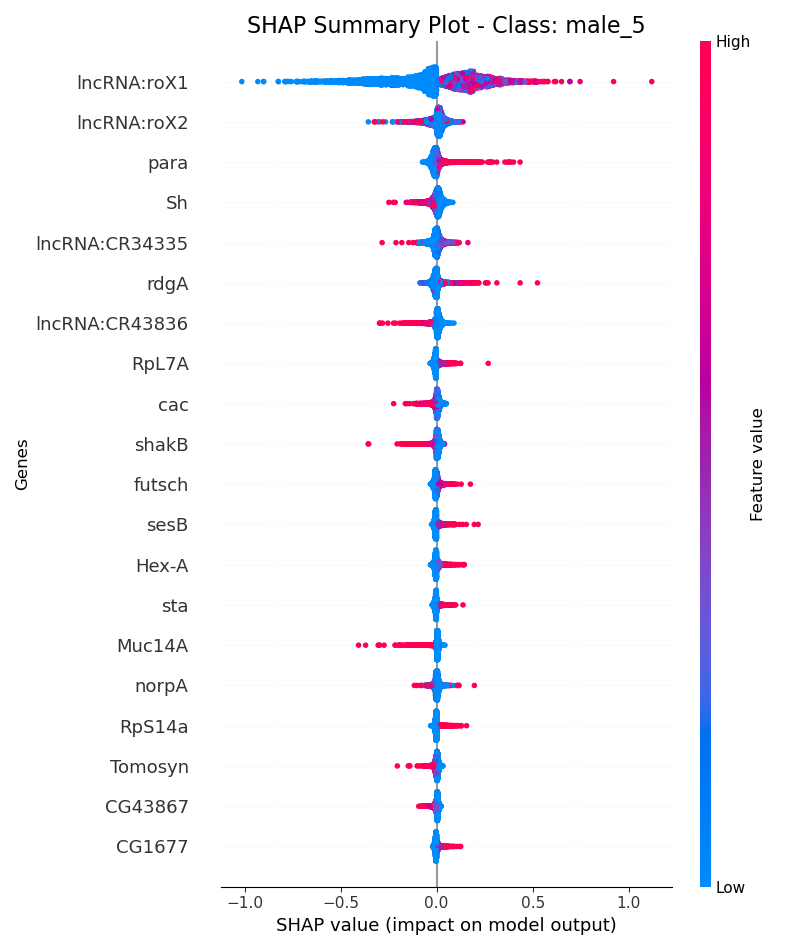 SHAP Summary Plot - Class: male_5
High
lncRNA:roX1
lncRNA:roX2
para
Sh
lncRNA:CR34335
rdgA
lncRNA:CR43836
RpL7A
cac
shakB
futsch
sesB
Hex-A
sta
Muc14A
norpA
RpS14a
Tomosyn
CG43867
CG1677
Genes
Feature value
Low
−1.0 −0.5 0.0 0.5 1.0
SHAP value (impact on model output)